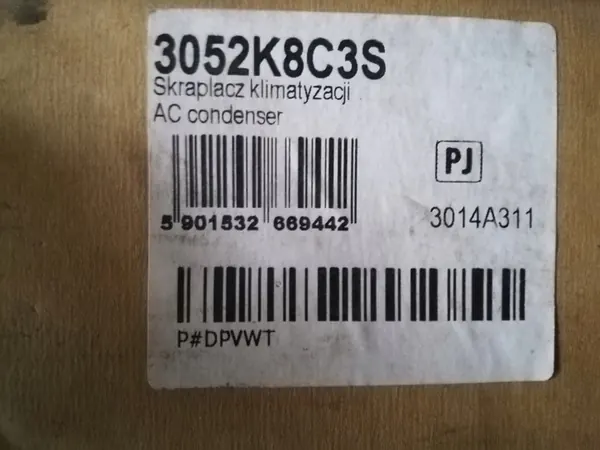 3052K8C3S
Skraplacz klimatyzacji
AC condenser
PJ
5 901532 669442
3014A311
P#DPVWT